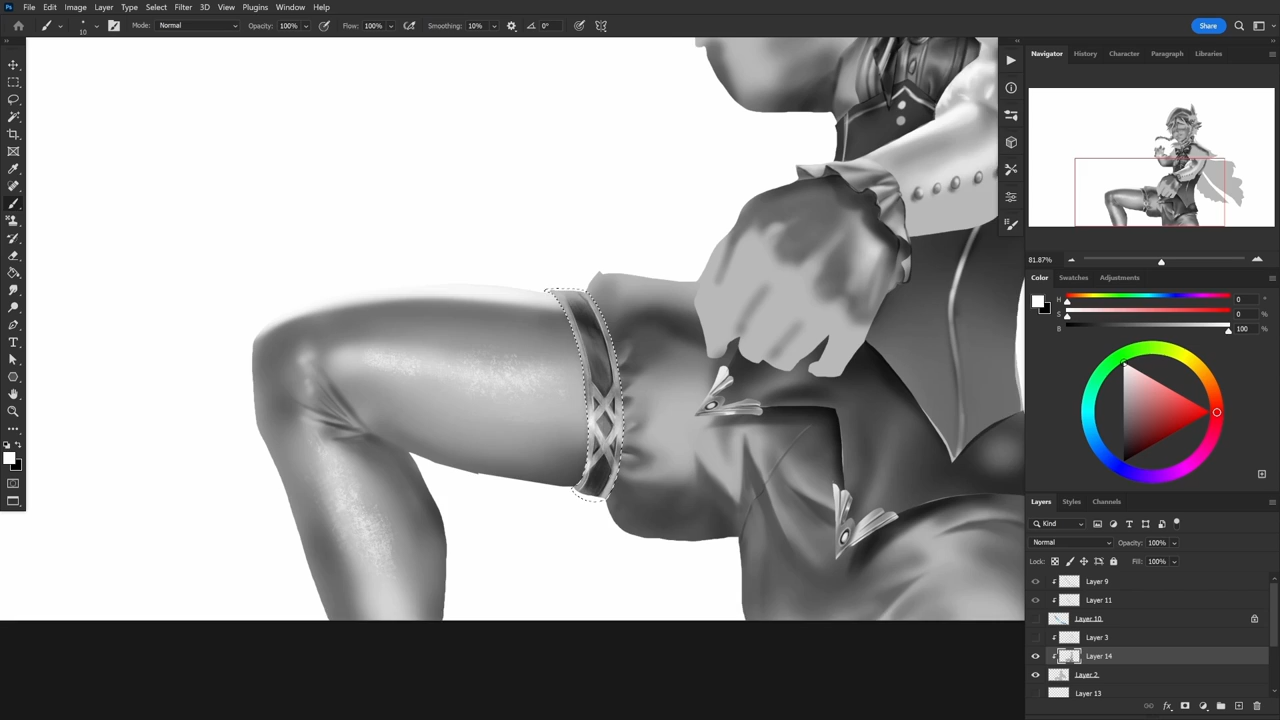 Ps File Edit Image Layer Type Select Filter 3D View Plugins Window Help
10 Mode: Normal Opacity: 100% Flow: 100% Smoothing: 10% 0° Share
Navigator History Character Paragraph Libraries
81.87%
Color Swatches Adjustments
H 0 °
S 0 %
B 100 %
Layers Styles Channels
Kind
Normal Opacity: 100%
Lock: Fill: 100%
Layer 9
Layer 11
Layer 10
Layer 3
Layer 14
Layer 2
Layer 13